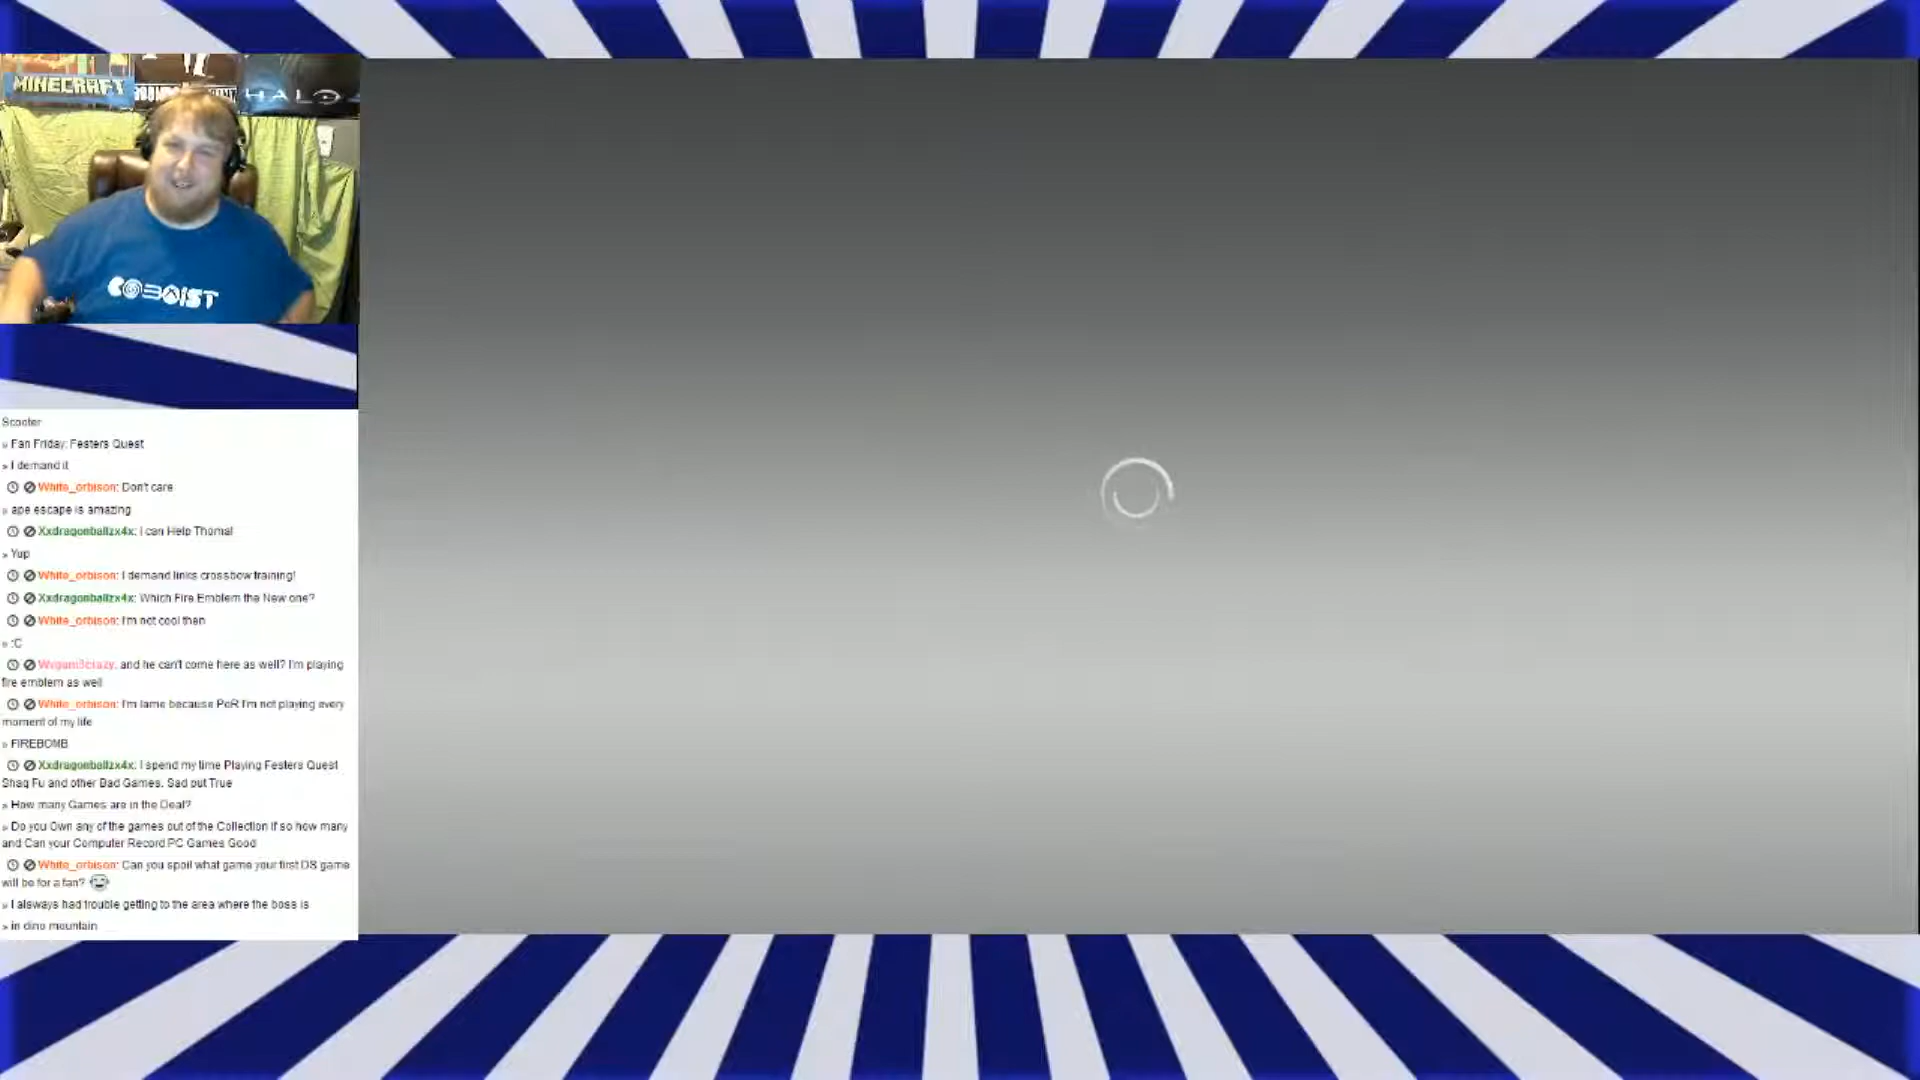 MINECRAFT
HALO
COEXIST
Scooter
» Fan Friday: Festers Quest
» I demand it
White_orbison: Don't care
» ape escape is amazing
Xxdragonballzx4x: I can Help Thoma!
» Yup
White_orbison: I demand links crossbow training!
Xxdragonballzx4x: Which Fire Emblem the New one?
White_orbison: I'm not cool then
» :C
Wvgam3crazy: and he can't come here as well? I'm playing
fire emblem as well
White_orbison: I'm lame because PoR I'm not playing every
moment of my life
» FIREBOMB
Xxdragonballzx4x: I spend my time Playing Festers Quest
Shaq Fu and other Bad Games. Sad but True
» How many Games are in the Deal?
» Do you Own any of the games out of the Collection If so how many
and Can your Computer Record PC Games Good
White_orbison: Can you spoil what game your first DS game
will be for a fan?
» I alsways had trouble getting to the area where the boss is
» in dino mountain